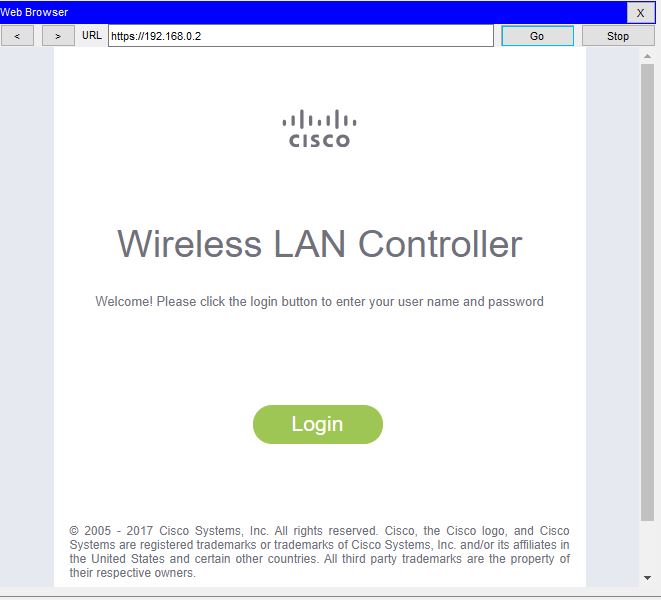 Web Browser X
< > URL https://192.168.0.2 Go Stop
CISCO
Wireless LAN Controller
Welcome! Please click the login button to enter your user name and password
Login
© 2005 - 2017 Cisco Systems, Inc. All rights reserved. Cisco, the Cisco logo, and Cisco
Systems are registered trademarks or trademarks of Cisco Systems, Inc. and/or its affiliates in
the United States and certain other countries. All third party trademarks are the property of
their respective owners.